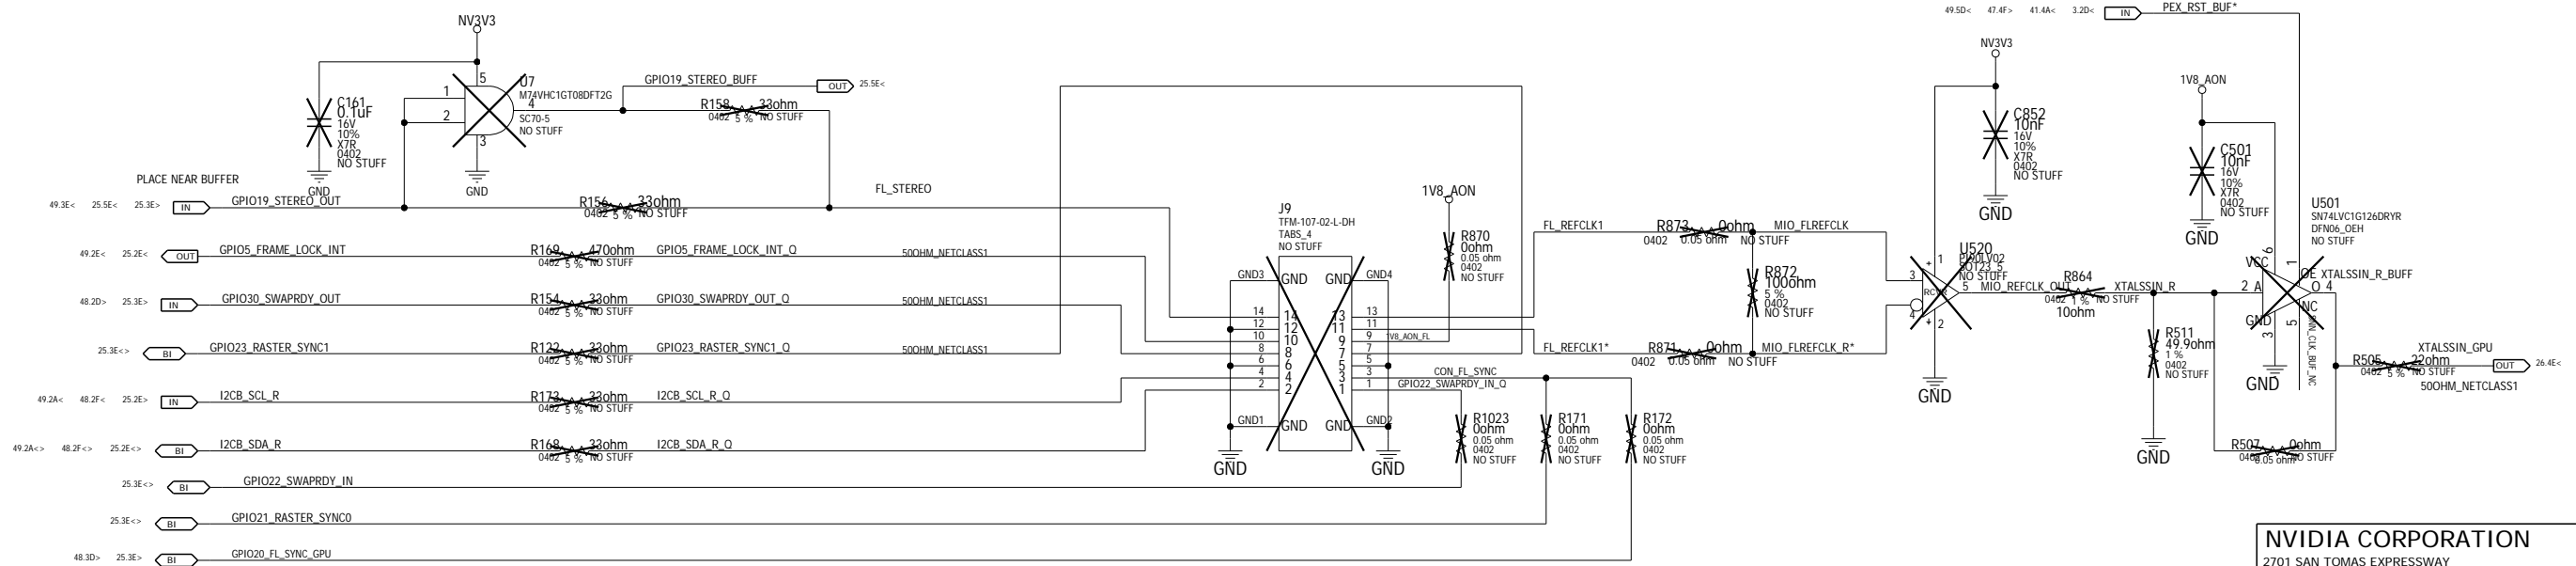 49.5D< 47.4F> 41.4A< 3.2D< IN PEX_RST_BUF*
NV3V3
5
U7
M74VHC1GT08DFT2G
1
2
4
3
SC70-5
NO STUFF
GND
C161
0.1uF
16V
10%
X7R
0402
NO STUFF
GND
GPIO19_STEREO_BUFF
OUT 25.5E<
R158 33ohm
0402 5 % NO STUFF
PLACE NEAR BUFFER
49.3E< 25.5E< 25.3E> IN GPIO19_STEREO_OUT
R156 33ohm
0402 5 % NO STUFF
FL_STEREO
49.2E< 25.2E< OUT GPIO5_FRAME_LOCK_INT
R169 470ohm
0402 5 % NO STUFF
GPIO5_FRAME_LOCK_INT_Q
50OHM_NETCLASS1
48.2D> 25.3E> IN GPIO30_SWAPRDY_OUT
R154 33ohm
0402 5 % NO STUFF
GPIO30_SWAPRDY_OUT_Q
50OHM_NETCLASS1
25.3E<> BI GPIO23_RASTER_SYNC1
R122 33ohm
0402 5 % NO STUFF
GPIO23_RASTER_SYNC1_Q
50OHM_NETCLASS1
49.2A< 48.2F< 25.2E> IN I2CB_SCL_R
R173 33ohm
0402 5 % NO STUFF
I2CB_SCL_R_Q
49.2A<> 48.2F<> 25.2E<> BI I2CB_SDA_R
R168 33ohm
0402 5 % NO STUFF
I2CB_SDA_R_Q
25.3E<> BI GPIO22_SWAPRDY_IN
25.3E<> BI GPIO21_RASTER_SYNC0
48.3D> 25.3E> BI GPIO20_FL_SYNC_GPU
J9
TFM-107-02-L-DH
TABS_4
NO STUFF
GND3 GND GND GND4
14 14 13 13
12 12 11 11
10 10 9 9
8 8 7 7
6 6 5 5
4 4 3 3
2 2 1 1
GND1 GND GND GND2
GND
GND
1V8_AON
R870
0ohm
0.05 ohm
0402
NO STUFF
1V8_AON_FL
CON_FL_SYNC
GPIO22_SWAPRDY_IN_Q
R1023
0ohm
0.05 ohm
0402
NO STUFF
R171
0ohm
0.05 ohm
0402
NO STUFF
R172
0ohm
0.05 ohm
0402
NO STUFF
FL_REFCLK1
R873 0ohm
0402 0.05 ohm NO STUFF
MIO_FLREFCLK
R872
100ohm
5 %
0402
NO STUFF
FL_REFCLK1*
R871 0ohm
0402 0.05 ohm NO STUFF
MIO_FLREFCLK_R*
NV3V3
C852
10nF
16V
10%
X7R
0402
NO STUFF
GND
U520
SOT23_5
NO STUFF
+ 1
3
4
5
+ 2
GND
MIO_REFCLK_OUT
R864
0402 1 % NO STUFF
10ohm
XTALSSIN_R
R511
49.9ohm
1 %
0402
NO STUFF
GND
1V8_AON
C501
10nF
16V
10%
X7R
0402
NO STUFF
GND
U501
SN74LVC1G126DRYR
DFN06_OEH
NO STUFF
6 1
VCC OE
2 A O 4
GND NC
3 5
GND
XTALSSIN_R_BUFF
R505 22ohm
0402 5 % NO STUFF
XTALSSIN_GPU
OUT 26.4E<
50OHM_NETCLASS1
R507 0ohm
0402 0.05 ohm NO STUFF
NVIDIA CORPORATION
2701 SAN TOMAS EXPRESSWAY